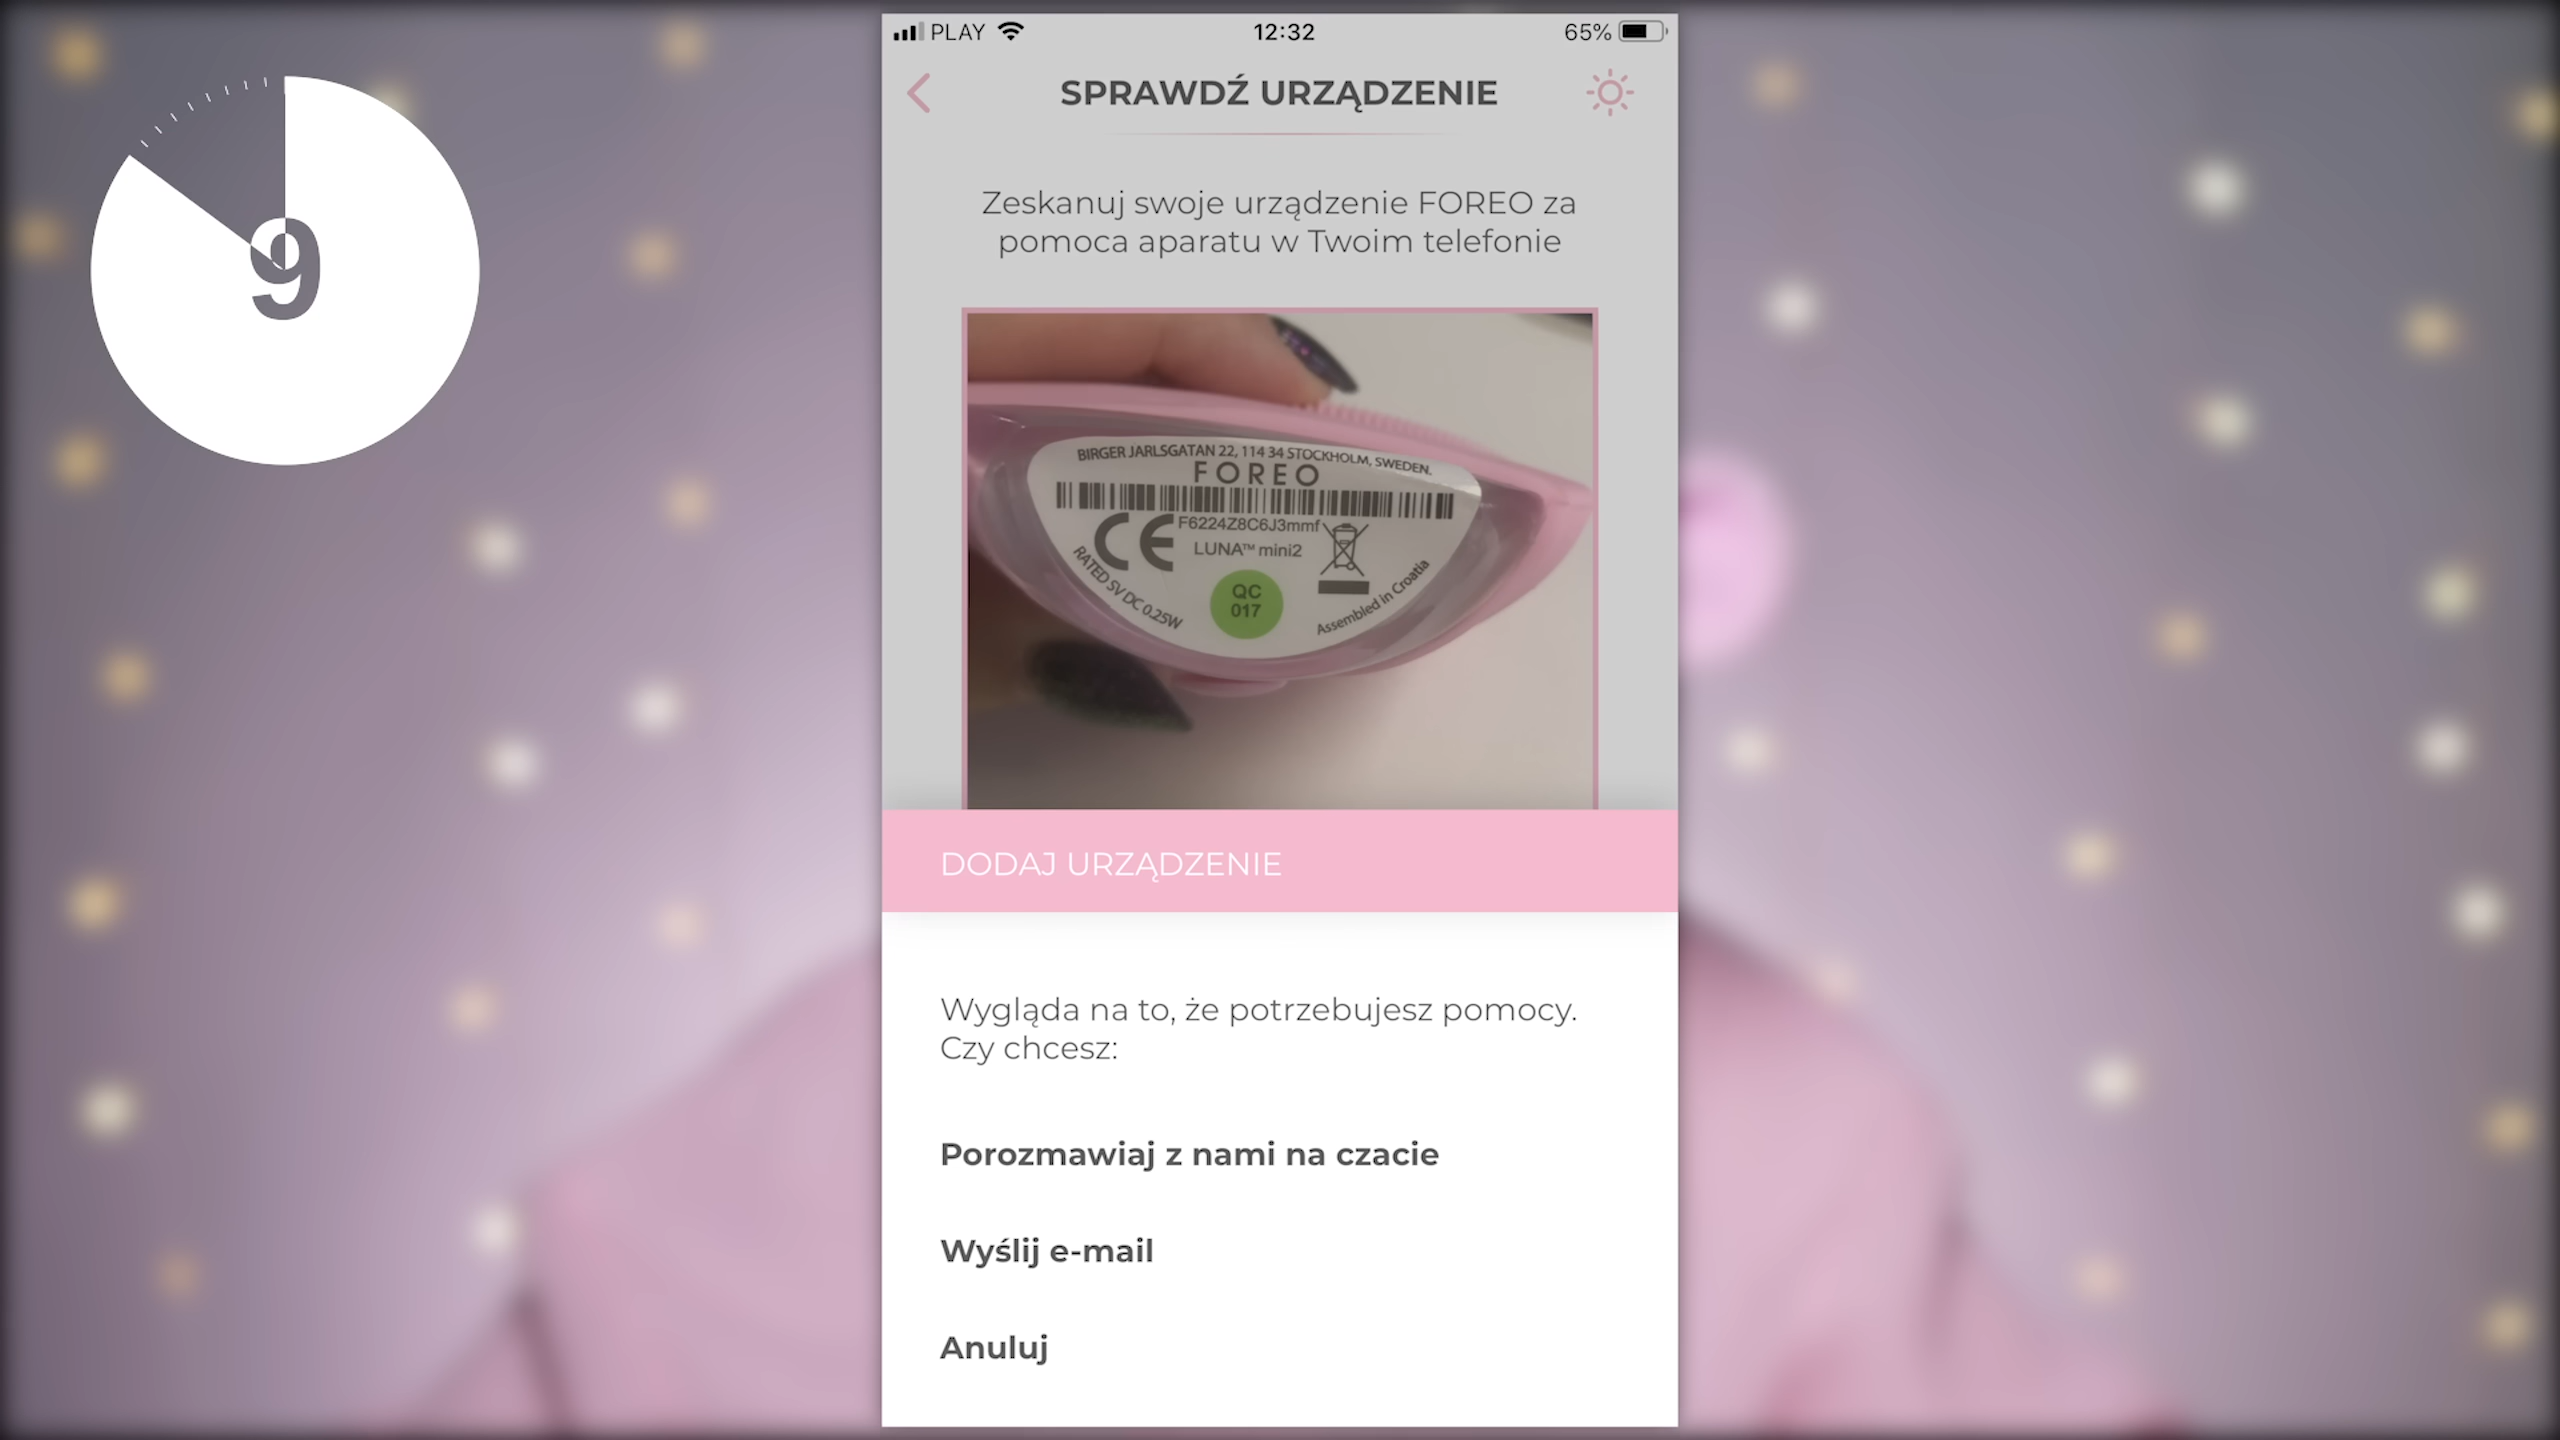 PLAY
12:32
65%
SPRAWDŹ URZĄDZENIE
9
Zeskanuj swoje urządzenie FOREO za
pomoca aparatu w Twoim telefonie
BIRGER JARLSGATAN 22, 114 34 STOCKHOLM, SWEDEN.
FOREO
F6224Z8C6J3mmf
CE
LUNA™ mini2
RATED 5V DC 0.25W
QC
017
Assembled in Croatia
DODAJ URZĄDZENIE
Wygląda na to, że potrzebujesz pomocy.
Czy chcesz:
Porozmawiaj z nami na czacie
Wyślij e-mail
Anuluj